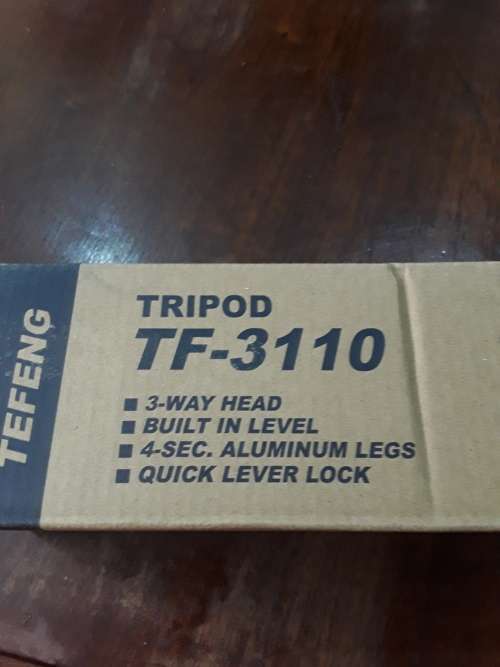 TEFENG
TRIPOD
TF-3110
■ 3-WAY HEAD
■ BUILT IN LEVEL
■ 4-SEC. ALUMINUM LEGS
■ QUICK LEVER LOCK